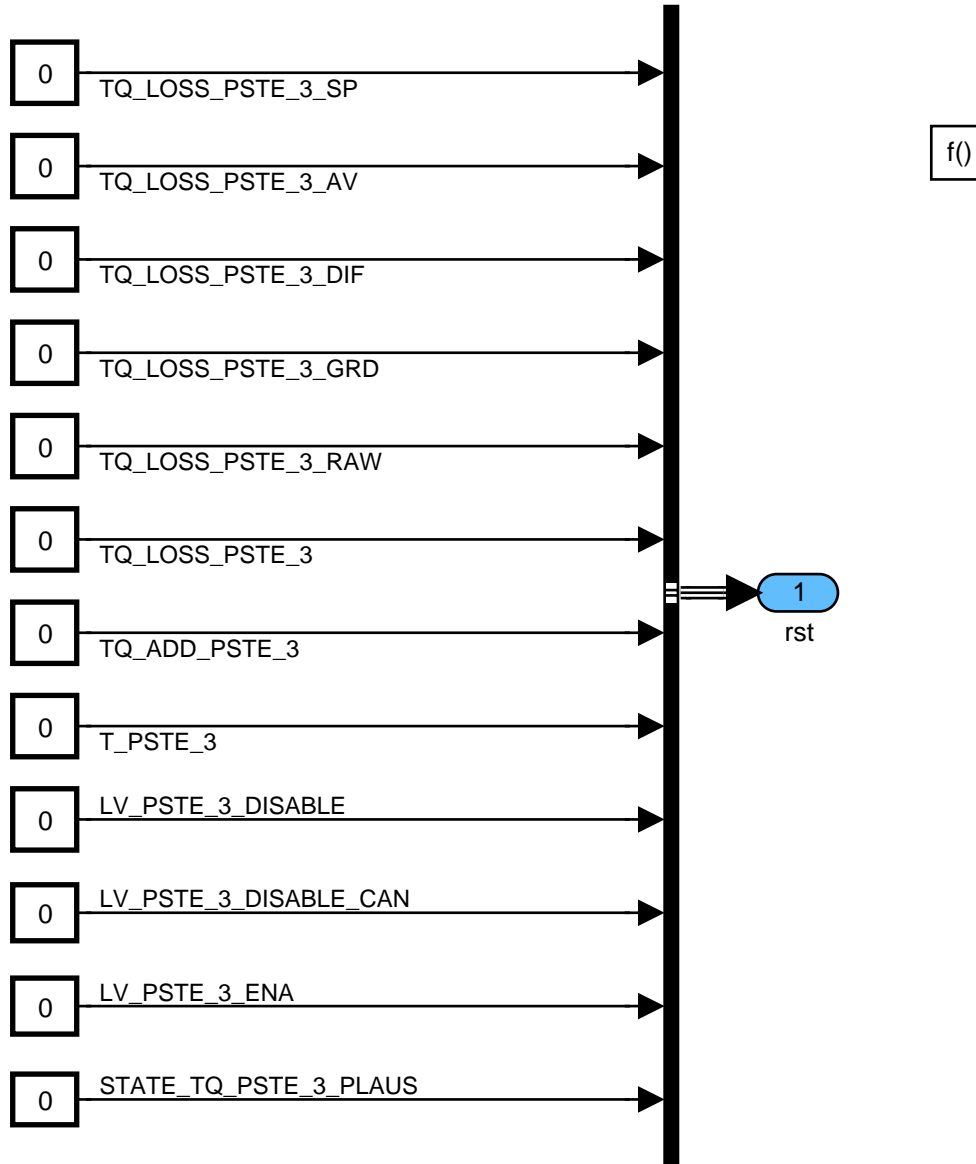 0
TQ_LOSS_PSTE_3_SP
f()
0
TQ_LOSS_PSTE_3_AV
0
TQ_LOSS_PSTE_3_DIF
0
TQ_LOSS_PSTE_3_GRD
0
TQ_LOSS_PSTE_3_RAW
0
TQ_LOSS_PSTE_3
1
rst
0
TQ_ADD_PSTE_3
0
T_PSTE_3
0
LV_PSTE_3_DISABLE
0
LV_PSTE_3_DISABLE_CAN
0
LV_PSTE_3_ENA
0
STATE_TQ_PSTE_3_PLAUS